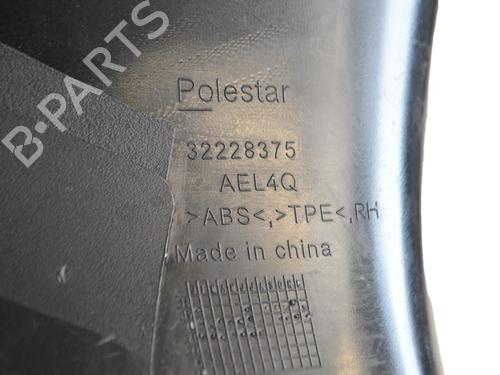 B-PARTS
Polestar
32228375
AEL4Q
>ABS<,>TPE<,RH
Made in china